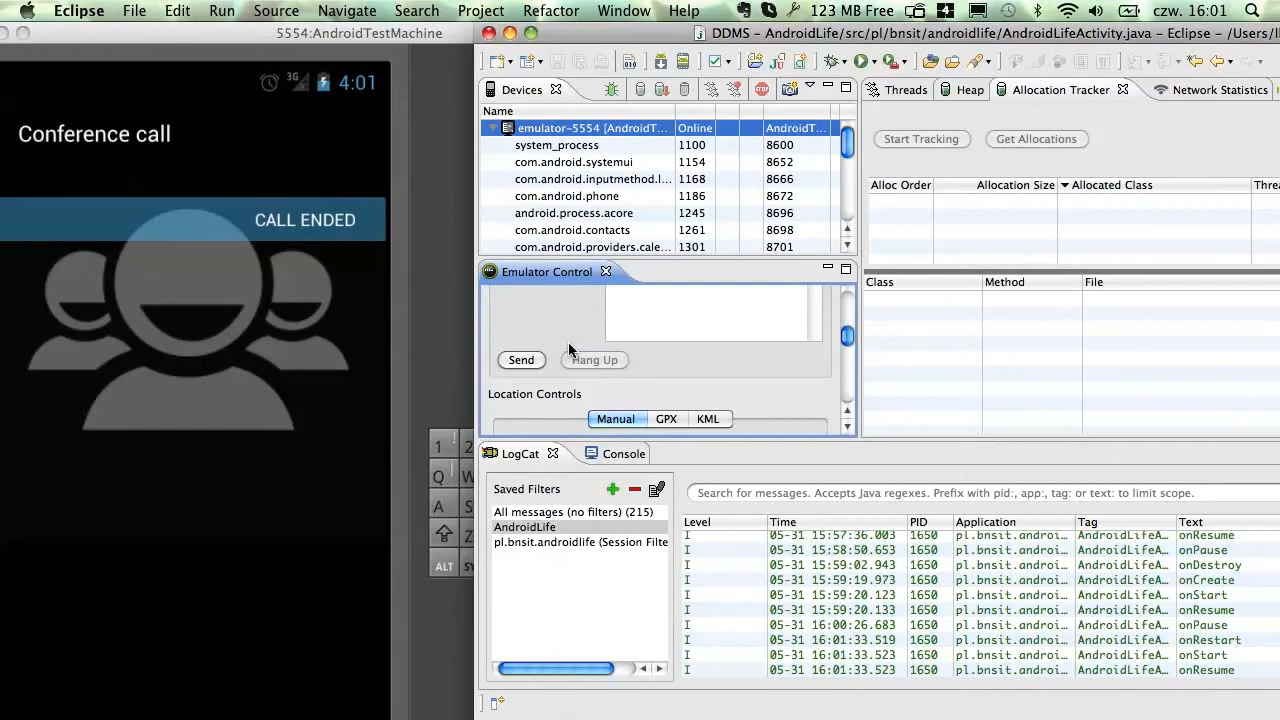 Eclipse File Edit Run Source Navigate Search Project Refactor Window Help 123 MB Free czw. 16:01
5554:AndroidTestMachine
DDMS – AndroidLife/src/pl/bnsit/androidlife/AndroidLifeActivity.java – Eclipse – /Users/
3G 4:01
Conference call
CALL ENDED
1 2
Q W
A S
Z
ALT SY
Devices
Name
emulator-5554 [AndroidT... Online AndroidT...
system_process 1100 8600
com.android.systemui 1154 8652
com.android.inputmethod.l... 1168 8666
com.android.phone 1186 8672
android.process.acore 1245 8696
com.android.contacts 1261 8698
com.android.providers.cale... 1301 8701
Threads Heap Allocation Tracker Network Statistics
Start Tracking Get Allocations
Alloc Order Allocation Size Allocated Class Thre
Class Method File
Emulator Control
Send Hang Up
Location Controls
Manual GPX KML
LogCat Console
Saved Filters
All messages (no filters) (215)
AndroidLife
pl.bnsit.androidlife (Session Filte
Search for messages. Accepts Java regexes. Prefix with pid:, app:, tag: or text: to limit scope.
Level Time PID Application Tag Text
I 05-31 15:57:36.003 1650 pl.bnsit.androi... AndroidLifeA... onResume
I 05-31 15:58:50.653 1650 pl.bnsit.androi... AndroidLifeA... onPause
I 05-31 15:59:02.943 1650 pl.bnsit.androi... AndroidLifeA... onDestroy
I 05-31 15:59:19.973 1650 pl.bnsit.androi... AndroidLifeA... onCreate
I 05-31 15:59:20.123 1650 pl.bnsit.androi... AndroidLifeA... onStart
I 05-31 15:59:20.133 1650 pl.bnsit.androi... AndroidLifeA... onResume
I 05-31 16:00:26.683 1650 pl.bnsit.androi... AndroidLifeA... onPause
I 05-31 16:01:33.519 1650 pl.bnsit.androi... AndroidLifeA... onRestart
I 05-31 16:01:33.523 1650 pl.bnsit.androi... AndroidLifeA... onStart
I 05-31 16:01:33.523 1650 pl.bnsit.androi... AndroidLifeA... onResume